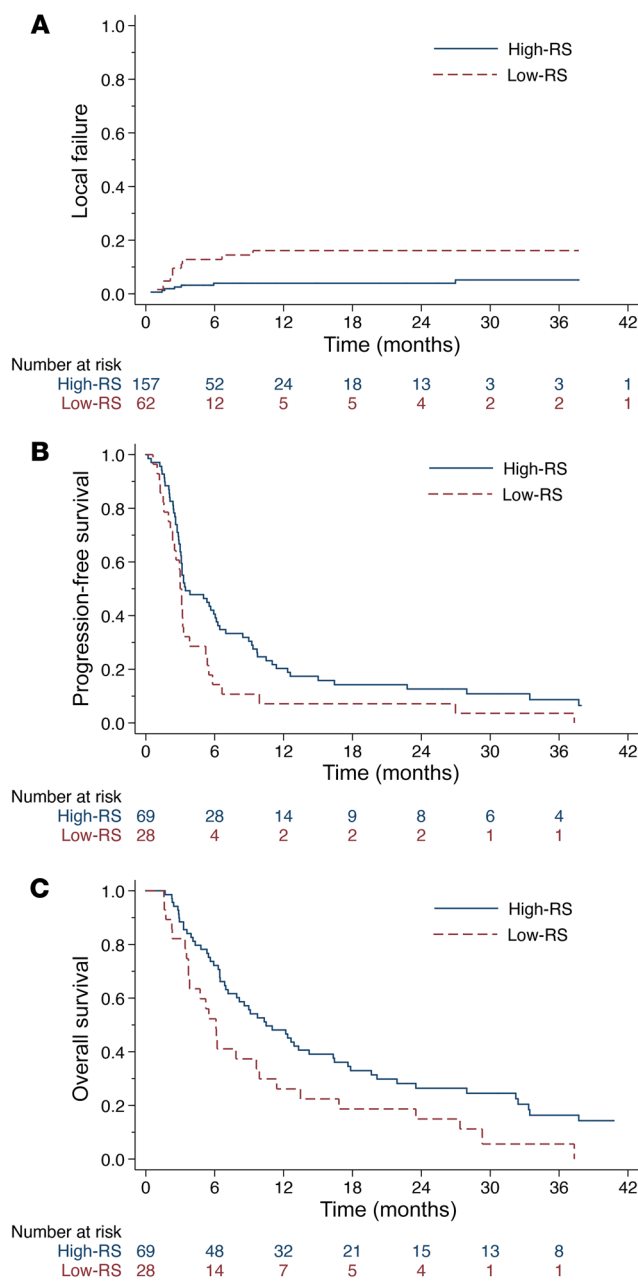 A
1.0
0.8
0.6
0.4
0.2
0.0
Local failure
High-RS
Low-RS
0 6 12 18 24 30 36 42
Time (months)
Number at risk
High-RS 157 52 24 18 13 3 3 1
Low-RS 62 12 5 5 4 2 2 1
B
1.0
0.8
0.6
0.4
0.2
0.0
Progression-free survival
High-RS
Low-RS
0 6 12 18 24 30 36 42
Time (months)
Number at risk
High-RS 69 28 14 9 8 6 4
Low-RS 28 4 2 2 2 1 1
C
1.0
0.8
0.6
0.4
0.2
0.0
Overall survival
High-RS
Low-RS
0 6 12 18 24 30 36 42
Time (months)
Number at risk
High-RS 69 48 32 21 15 13 8
Low-RS 28 14 7 5 4 1 1